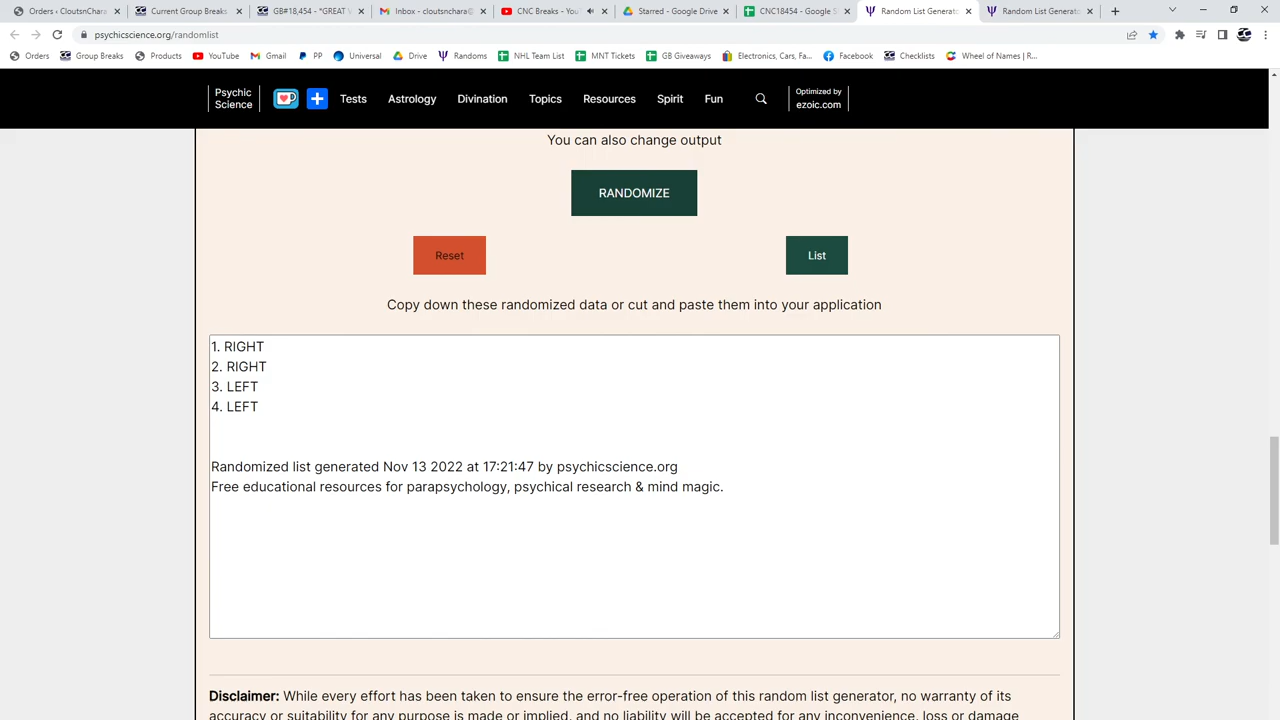 Orders ‹ CloutsnChara
Current Group Breaks
GB#18,454 - *GREAT V
Inbox - cloutsnchara@
CNC Breaks - You
Starred - Google Drive
CNC18454 - Google S
Random List Generato
Random List Generato
psychicscience.org/randomlist
Orders
Group Breaks
Products
YouTube
Gmail
PP
Universal
Drive
Randoms
NHL Team List
MNT Tickets
GB Giveaways
Electronics, Cars, Fa...
Facebook
Checklists
Wheel of Names | R...
Psychic
Science
Tests
Astrology
Divination
Topics
Resources
Spirit
Fun
Optimized by
ezoic.com
You can also change output
RANDOMIZE
Reset
List
Copy down these randomized data or cut and paste them into your application
1. RIGHT
2. RIGHT
3. LEFT
4. LEFT
Randomized list generated Nov 13 2022 at 17:21:47 by psychicscience.org
Free educational resources for parapsychology, psychical research & mind magic.
Disclaimer: While every effort has been taken to ensure the error-free operation of this random list generator, no warranty of its
accuracy or suitability for any purpose is made or implied, and no liability will be accepted for any inconvenience, loss or damage